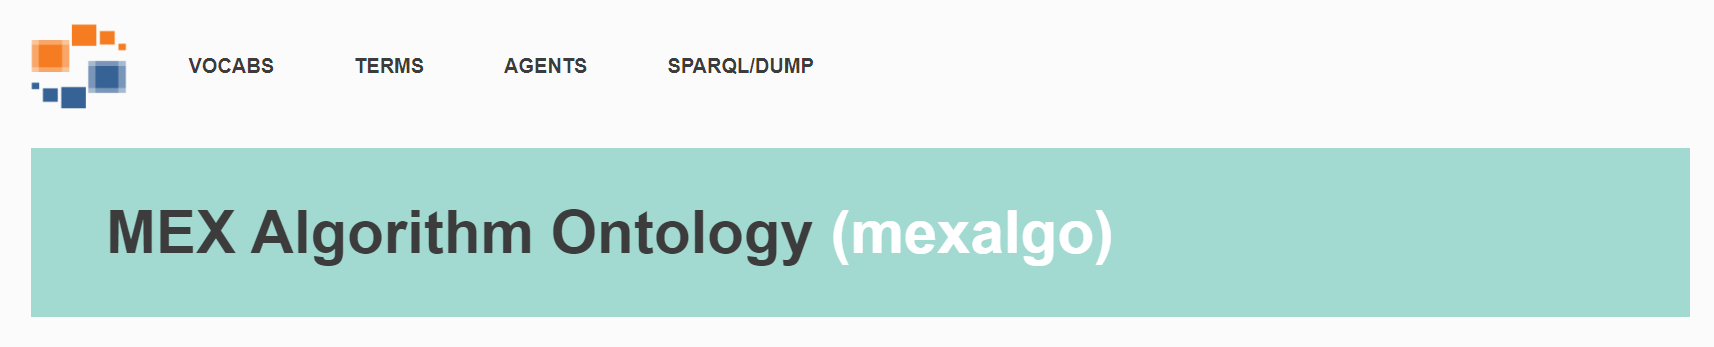 VOCABS TERMS AGENTS SPARQL/DUMP
MEX Algorithm Ontology (mexalgo)